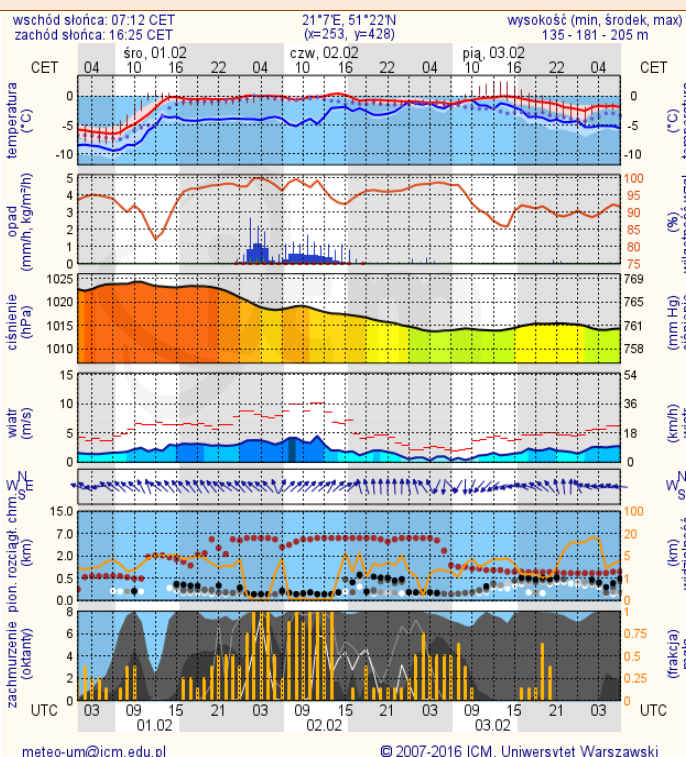 wschód słońca: 07:12 CET
zachód słońca: 16:25 CET
21°7'E, 51°22'N
(x=253, y=428)
wysokość (min, środek, max)
135 - 181 - 205 m
śro, 01.02 czw, 02.02 pią, 03.02
CET 04 10 16 22 04 10 16 22 04 10 16 22 04 CET
temperatura
(°C)
0
-5
-10
0
-5
-10
(°C)
temperatura
opad
(mm/h, kg/m²/h)
5
4
3
2
1
0
100
95
90
85
80
75
(%)
wilgotność wzgl.
ciśnienie
(hPa)
1025
1020
1015
1010
769
765
761
758
(mm Hg)
ciśnienie
wiatr
(m/s)
15
10
5
0
54
36
18
0
(km/h)
wiatr
N
W E
S
N
W E
S
pion. rozciągł. chm.
(km)
15.0
7.0
2.0
0.5
0.0
100
20
5
1
0
(km)
widzialność
zachmurzenie
(oktanty)
8
6
4
2
0
1
0.75
0.5
0.25
0
(frakcja)
UTC 03 09 15 21 03 09 15 21 03 09 15 21 03 UTC
01.02 02.02 03.02
meteo-um@icm.edu.pl
© 2007-2016 ICM, Uniwersytet Warszawski